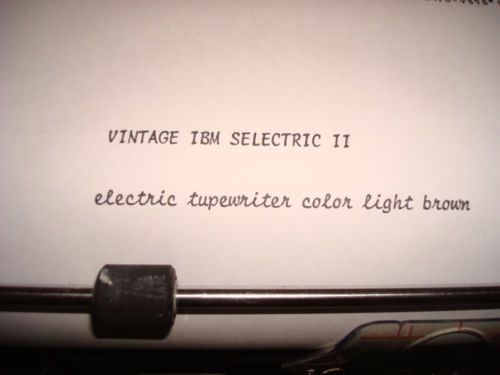 VINTAGE IBM SELECTRIC II
electric tupewriter color light brown